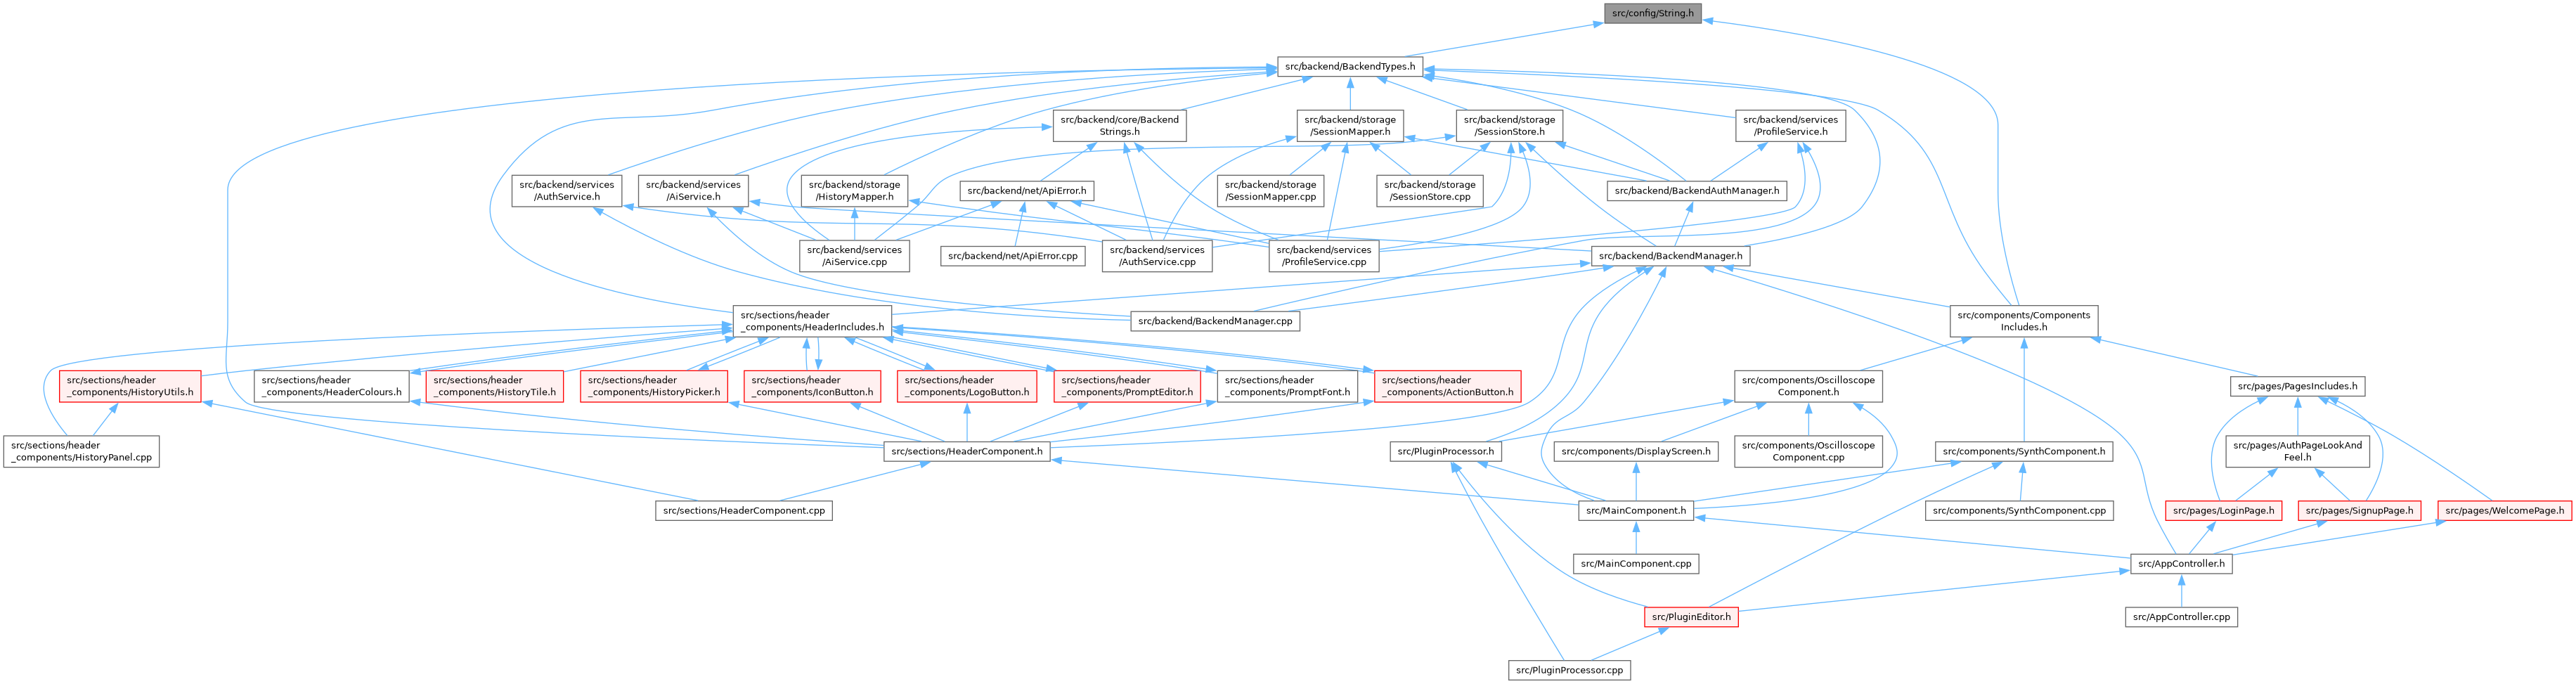 src/config/String.h
src/backend/BackendTypes.h
src/backend/core/Backend
Strings.h
src/backend/storage
/SessionMapper.h
src/backend/storage
/SessionStore.h
src/backend/services
/ProfileService.h
src/backend/services
/AuthService.h
src/backend/services
/AiService.h
src/backend/storage
/HistoryMapper.h
src/backend/net/ApiError.h
src/backend/storage
/SessionMapper.cpp
src/backend/storage
/SessionStore.cpp
src/backend/BackendAuthManager.h
src/backend/services
/AiService.cpp
src/backend/net/ApiError.cpp
src/backend/services
/AuthService.cpp
src/backend/services
/ProfileService.cpp
src/backend/BackendManager.h
src/sections/header
_components/HeaderIncludes.h
src/backend/BackendManager.cpp
src/components/Components
Includes.h
src/sections/header
_components/HistoryUtils.h
src/sections/header
_components/HeaderColours.h
src/sections/header
_components/HistoryTile.h
src/sections/header
_components/HistoryPicker.h
src/sections/header
_components/IconButton.h
src/sections/header
_components/LogoButton.h
src/sections/header
_components/PromptEditor.h
src/sections/header
_components/PromptFont.h
src/sections/header
_components/ActionButton.h
src/components/Oscilloscope
Component.h
src/pages/PagesIncludes.h
src/sections/header
_components/HistoryPanel.cpp
src/sections/HeaderComponent.h
src/PluginProcessor.h
src/components/DisplayScreen.h
src/components/Oscilloscope
Component.cpp
src/components/SynthComponent.h
src/pages/AuthPageLookAnd
Feel.h
src/sections/HeaderComponent.cpp
src/MainComponent.h
src/components/SynthComponent.cpp
src/pages/LoginPage.h
src/pages/SignupPage.h
src/pages/WelcomePage.h
src/MainComponent.cpp
src/AppController.h
src/PluginEditor.h
src/AppController.cpp
src/PluginProcessor.cpp